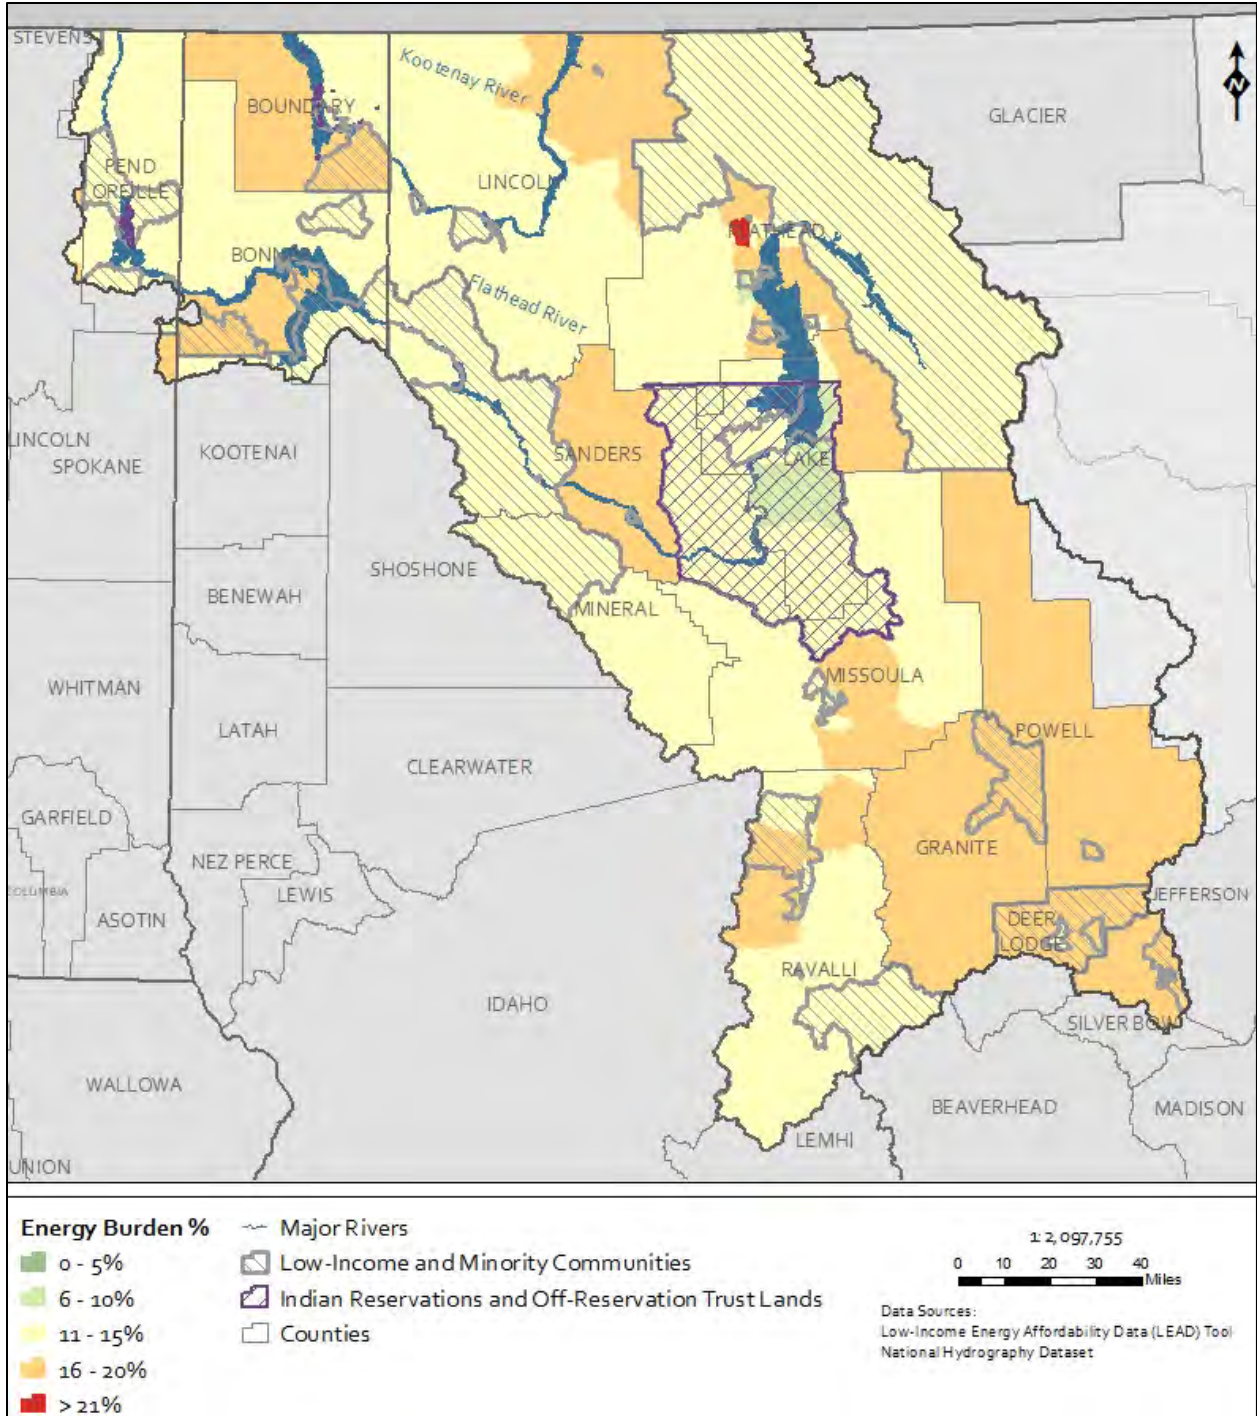 STEVENS
N
Kootenay River
BOUNDARY
GLACIER
PEND
OREILLE
LINCOLN
FLATHEAD
BONNER
Flathead River
LINCOLN
SPOKANE
KOOTENAI
SANDERS
LAKE
SHOSHONE
BENEWAH
MINERAL
WHITMAN
MISSOULA
LATAH
POWELL
CLEARWATER
GARFIELD
NEZ PERCE
GRANITE
COLUMBIA
LEWIS
JEFFERSON
ASOTIN
DEER
LODGE
RAVALLI
IDAHO
SILVER BOW
WALLOWA
BEAVERHEAD
MADISON
LEMHI
UNION
Energy Burden %
0 - 5%
6 - 10%
11 - 15%
16 - 20%
> 21%
Major Rivers
Low-Income and Minority Communities
Indian Reservations and Off-Reservation Trust Lands
Counties
1:2,097,755
0 10 20 30 40
Miles
Data Sources:
Low-Income Energy Affordability Data (LEAD) Tool
National Hydrography Dataset